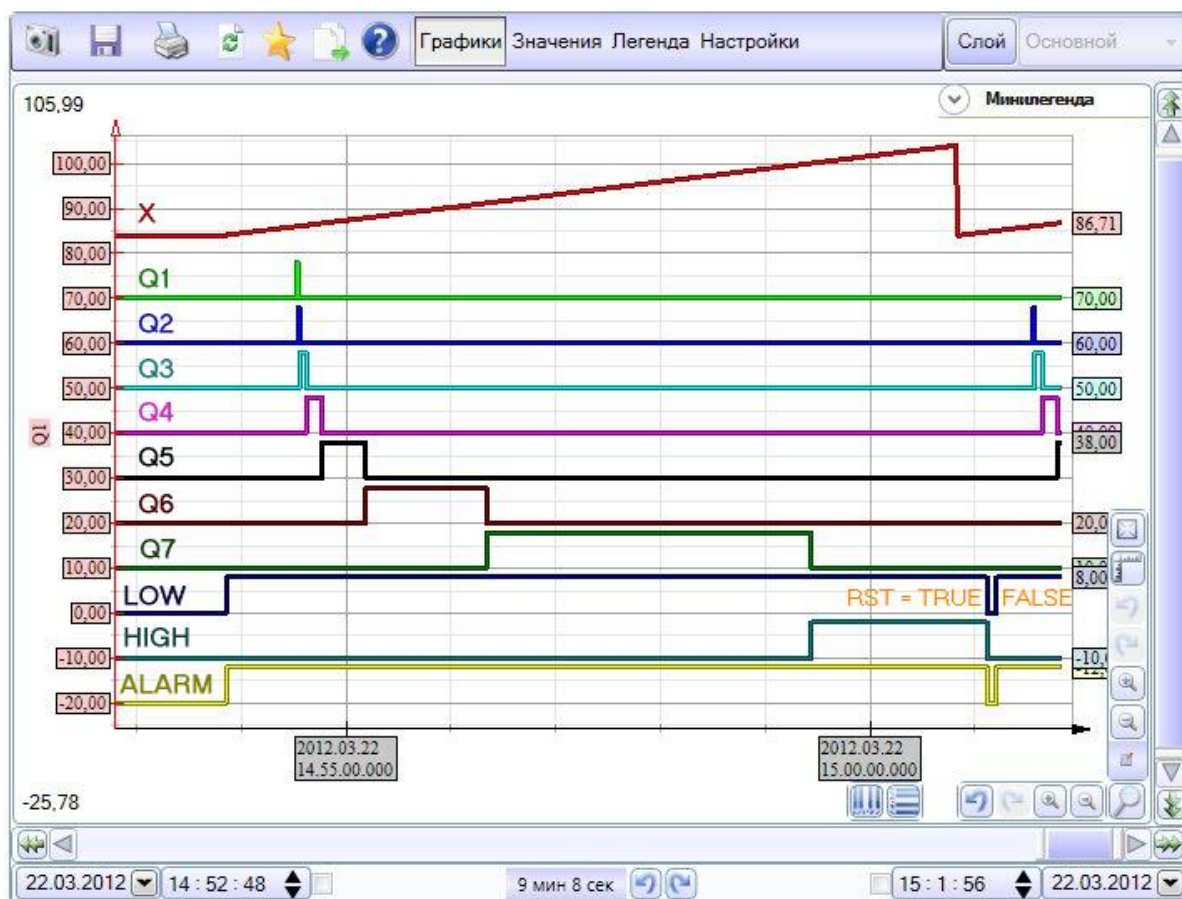 Графики Значения Легенда Настройки Слой Основной
105,99
Минилегенда
100,00
90,00
X
86,71
80,00
Q1
70,00
70,00
Q2
60,00
60,00
Q3
50,00
50,00
Q4
Q1
40,00
38,00
Q5
30,00
Q6
20,00
20,0
Q7
10,00
8,00
LOW
RST = TRUE FALSE
0,00
HIGH
-10,00
-10,0
ALARM
-20,00
2012.03.22
14.55.00.000
2012.03.22
15.00.00.000
-25,78
22.03.2012 14 : 52 : 48 9 мин 8 сек 15 : 1 : 56 22.03.2012